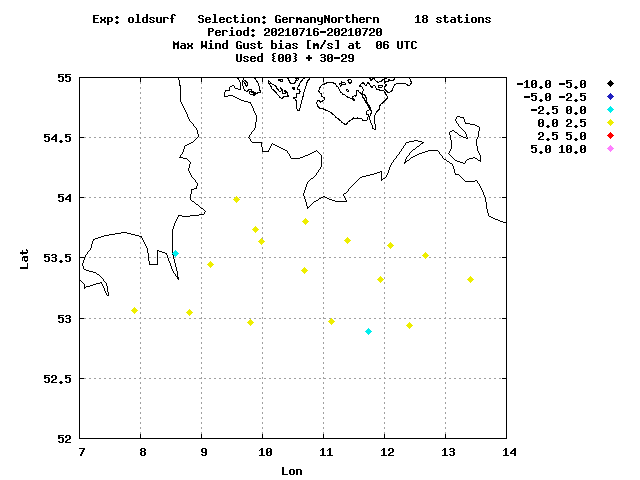 Exp: oldsurf   Selection: GermanyNorthern     18 stations
Period: 20210716-20210720
Max Wind Gust bias [m/s] at  06 UTC
Used {00} + 30-29
-10.0 -5.0
-5.0 -2.5
-2.5 0.0
0.0 2.5
2.5 5.0
5.0 10.0
55
54.5
54
53.5
53
52.5
52
Lat
7 8 9 10 11 12 13 14
Lon